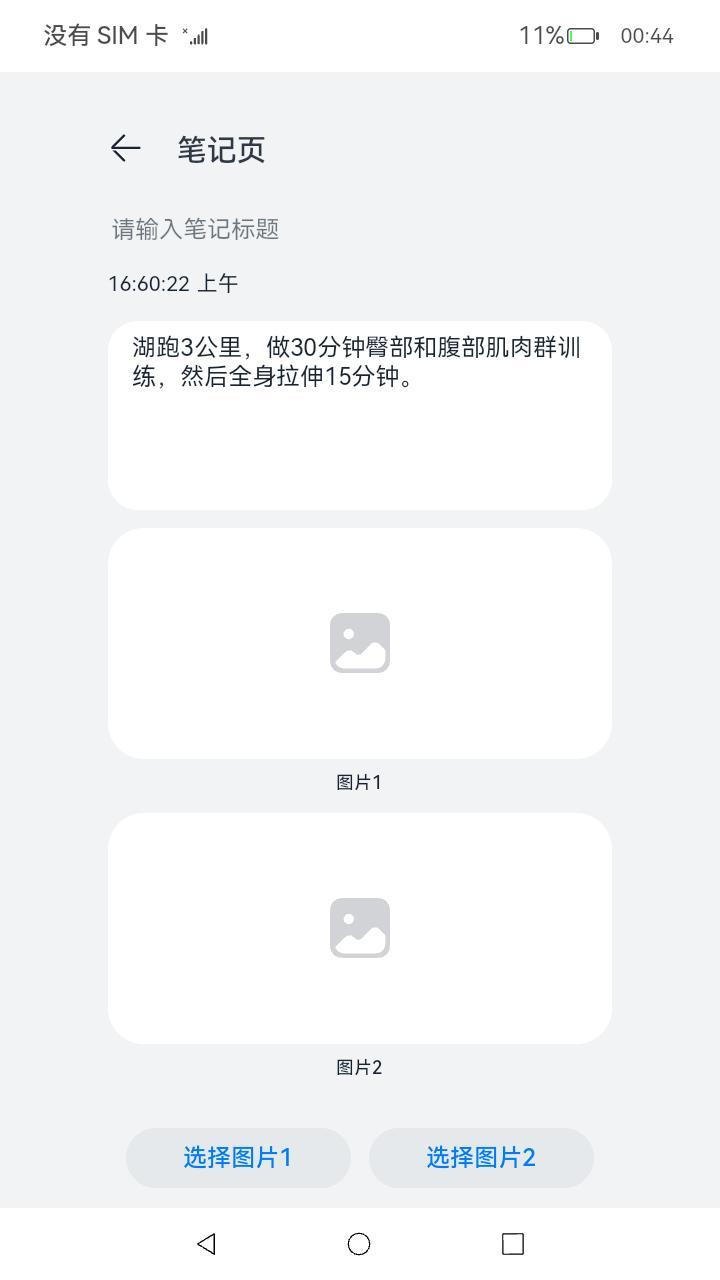 没有 SIM 卡
11%
00:44
笔记页
请输入笔记标题
16:60:22 上午
湖跑3公里，做30分钟臀部和腹部肌肉群训
练，然后全身拉伸15分钟。
图片1
图片2
选择图片1
选择图片2